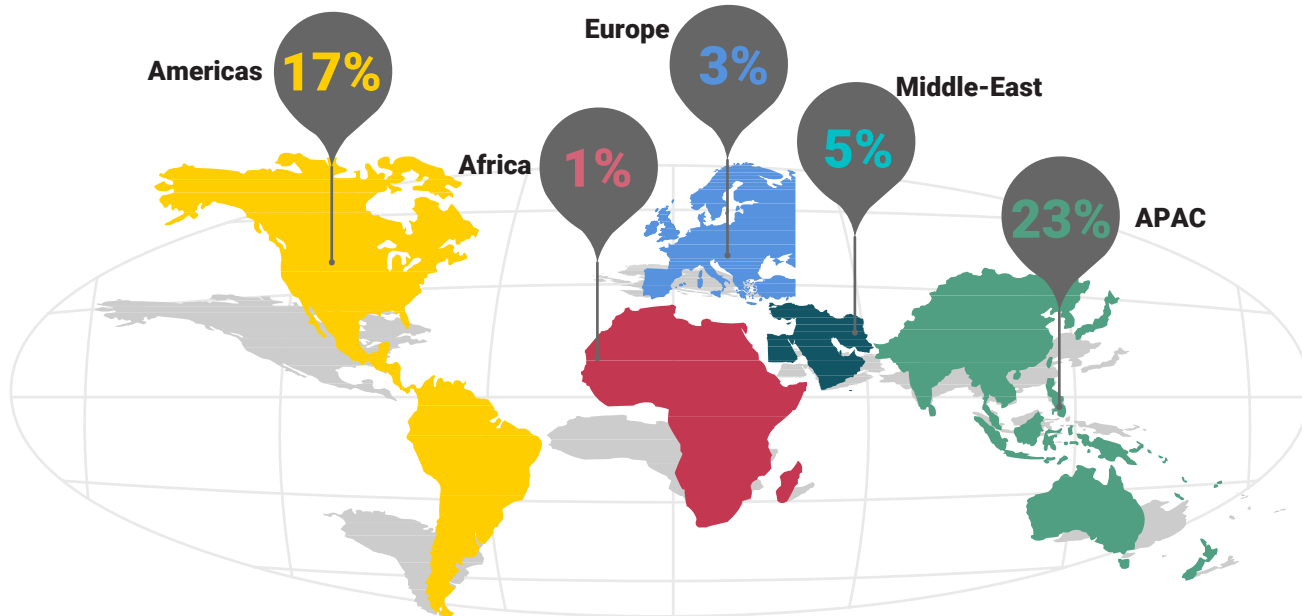 Americas
17%
Europe
3%
Middle-East
5%
Africa
1%
23%
APAC